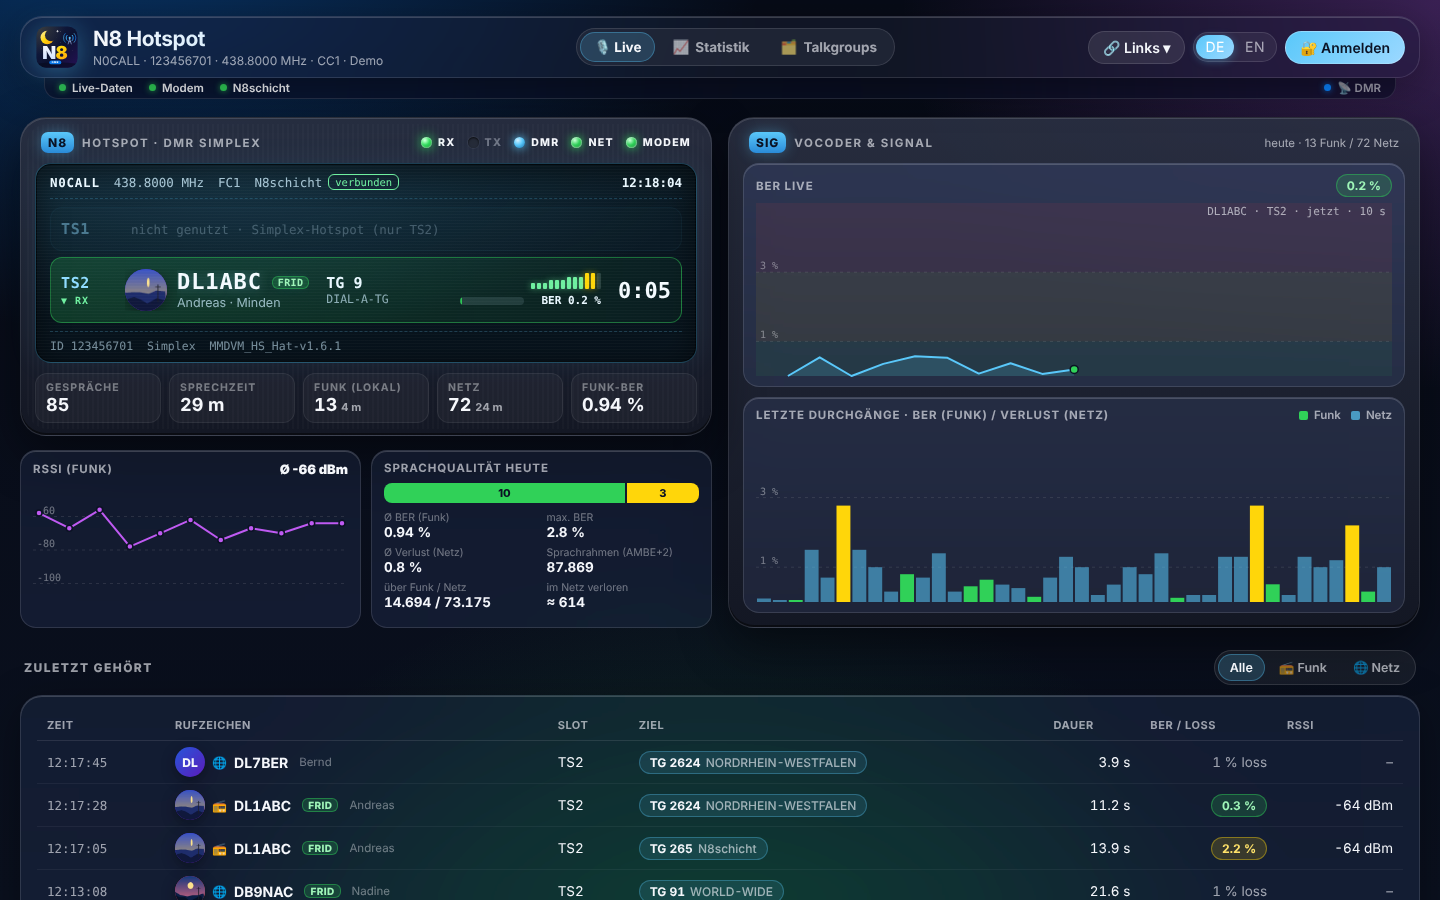 N8
N8 Hotspot
N0CALL · 123456701 · 438.8000 MHz · CC1 · Demo
Live
Statistik
Talkgroups
Links ▾
DE
EN
Anmelden
Live-Daten
Modem
N8schicht
DMR
N8 HOTSPOT · DMR SIMPLEX
RX
TX
DMR
NET
MODEM
N0CALL 438.8000 MHz FC1 N8schicht verbunden
12:18:04
TS1 nicht genutzt · Simplex-Hotspot (nur TS2)
TS2
▼ RX
DL1ABC FRID
Andreas · Minden
TG 9
DIAL-A-TG
BER 0.2 %
0:05
ID 123456701 Simplex MMDVM_HS_Hat-v1.6.1
GESPRÄCHE
85
SPRECHZEIT
29 m
FUNK (LOKAL)
13 4 m
NETZ
72 24 m
FUNK-BER
0.94 %
SIG VOCODER & SIGNAL
heute · 13 Funk / 72 Netz
BER LIVE
0.2 %
DL1ABC · TS2 · jetzt · 10 s
3 %
1 %
RSSI (FUNK)
Ø -66 dBm
-60
-80
-100
SPRACHQUALITÄT HEUTE
10
3
Ø BER (Funk)
0.94 %
max. BER
2.8 %
Ø Verlust (Netz)
0.8 %
Sprachrahmen (AMBE+2)
87.869
über Funk / Netz
14.694 / 73.175
im Netz verloren
≈ 614
LETZTE DURCHGÄNGE · BER (FUNK) / VERLUST (NETZ)
Funk
Netz
3 %
1 %
ZULETZT GEHÖRT
Alle
Funk
Netz
ZEIT RUFZEICHEN SLOT ZIEL DAUER BER / LOSS RSSI
12:17:45 DL DL7BER Bernd TS2 TG 2624 NORDRHEIN-WESTFALEN 3.9 s 1 % loss –
12:17:28 DL1ABC FRID Andreas TS2 TG 2624 NORDRHEIN-WESTFALEN 11.2 s 0.3 % -64 dBm
12:17:05 DL1ABC FRID Andreas TS2 TG 265 N8schicht 13.9 s 2.2 % -64 dBm
12:13:08 DB9NAC FRID Nadine TS2 TG 91 WORLD-WIDE 21.6 s 1 % loss –